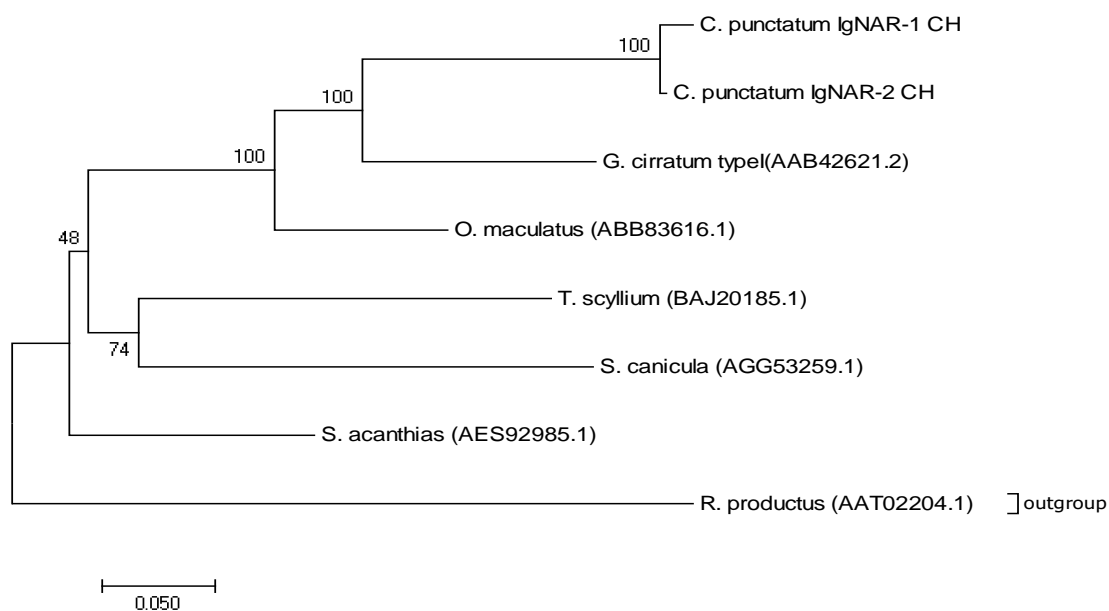 C. punctatum IgNAR-1 CH
100
C. punctatum IgNAR-2 CH
100
G. cirratum typeI(AAB42621.2)
100
O. maculatus (ABB83616.1)
48
T. scyllium (BAJ20185.1)
74
S. canicula (AGG53259.1)
S. acanthias (AES92985.1)
R. productus (AAT02204.1) outgroup
0.050